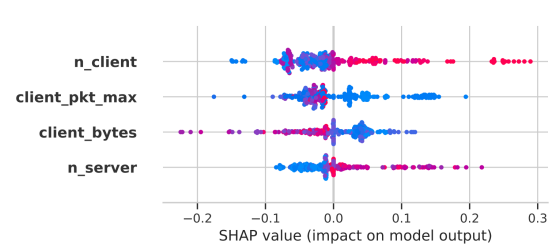 n_client
client_pkt_max
client_bytes
n_server
−0.2 −0.1 0.0 0.1 0.2 0.3
SHAP value (impact on model output)